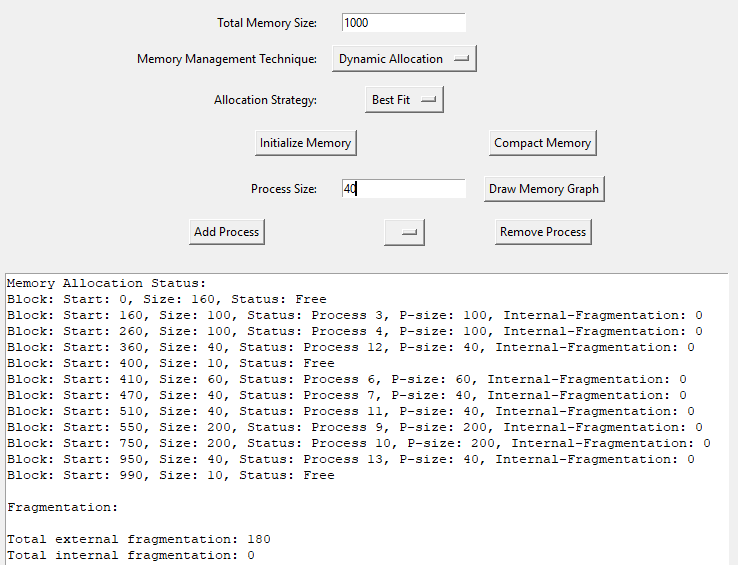 Total Memory Size: 1000
Memory Management Technique: Dynamic Allocation
Allocation Strategy: Best Fit
Initialize Memory Compact Memory
Process Size: 40 Draw Memory Graph
Add Process Remove Process
Memory Allocation Status:
Block: Start: 0, Size: 160, Status: Free
Block: Start: 160, Size: 100, Status: Process 3, P-size: 100, Internal-Fragmentation: 0
Block: Start: 260, Size: 100, Status: Process 4, P-size: 100, Internal-Fragmentation: 0
Block: Start: 360, Size: 40, Status: Process 12, P-size: 40, Internal-Fragmentation: 0
Block: Start: 400, Size: 10, Status: Free
Block: Start: 410, Size: 60, Status: Process 6, P-size: 60, Internal-Fragmentation: 0
Block: Start: 470, Size: 40, Status: Process 7, P-size: 40, Internal-Fragmentation: 0
Block: Start: 510, Size: 40, Status: Process 11, P-size: 40, Internal-Fragmentation: 0
Block: Start: 550, Size: 200, Status: Process 9, P-size: 200, Internal-Fragmentation: 0
Block: Start: 750, Size: 200, Status: Process 10, P-size: 200, Internal-Fragmentation: 0
Block: Start: 950, Size: 40, Status: Process 13, P-size: 40, Internal-Fragmentation: 0
Block: Start: 990, Size: 10, Status: Free
Fragmentation:
Total external fragmentation: 180
Total internal fragmentation: 0